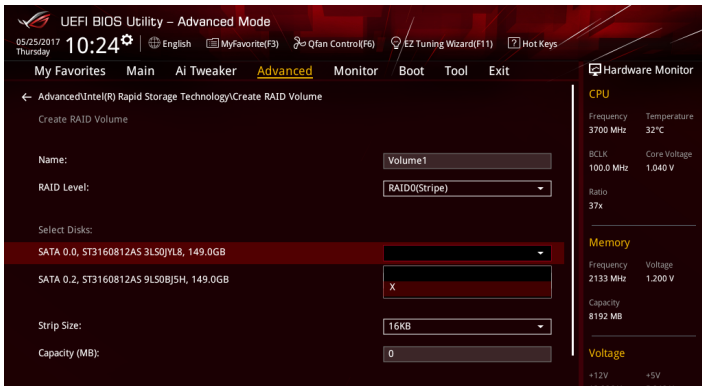 UEFI BIOS Utility – Advanced Mode
05/25/2017 Thursday 10:24 English MyFavorite(F3) Qfan Control(F6) EZ Tuning Wizard(F11) ? Hot Keys
My Favorites Main Ai Tweaker Advanced Monitor Boot Tool Exit
← Advanced\Intel(R) Rapid Storage Technology\Create RAID Volume
Create RAID Volume
Name: Volume1
RAID Level: RAID0(Stripe)
Select Disks:
SATA 0.0, ST3160812AS 3LS0JYL8, 149.0GB
SATA 0.2, ST3160812AS 9LS0BJ5H, 149.0GB
X
Strip Size: 16KB
Capacity (MB): 0
Hardware Monitor
CPU
Frequency Temperature
3700 MHz 32°C
BCLK Core Voltage
100.0 MHz 1.040 V
Ratio
37x
Memory
Frequency Voltage
2133 MHz 1.200 V
Capacity
8192 MB
Voltage
+12V +5V